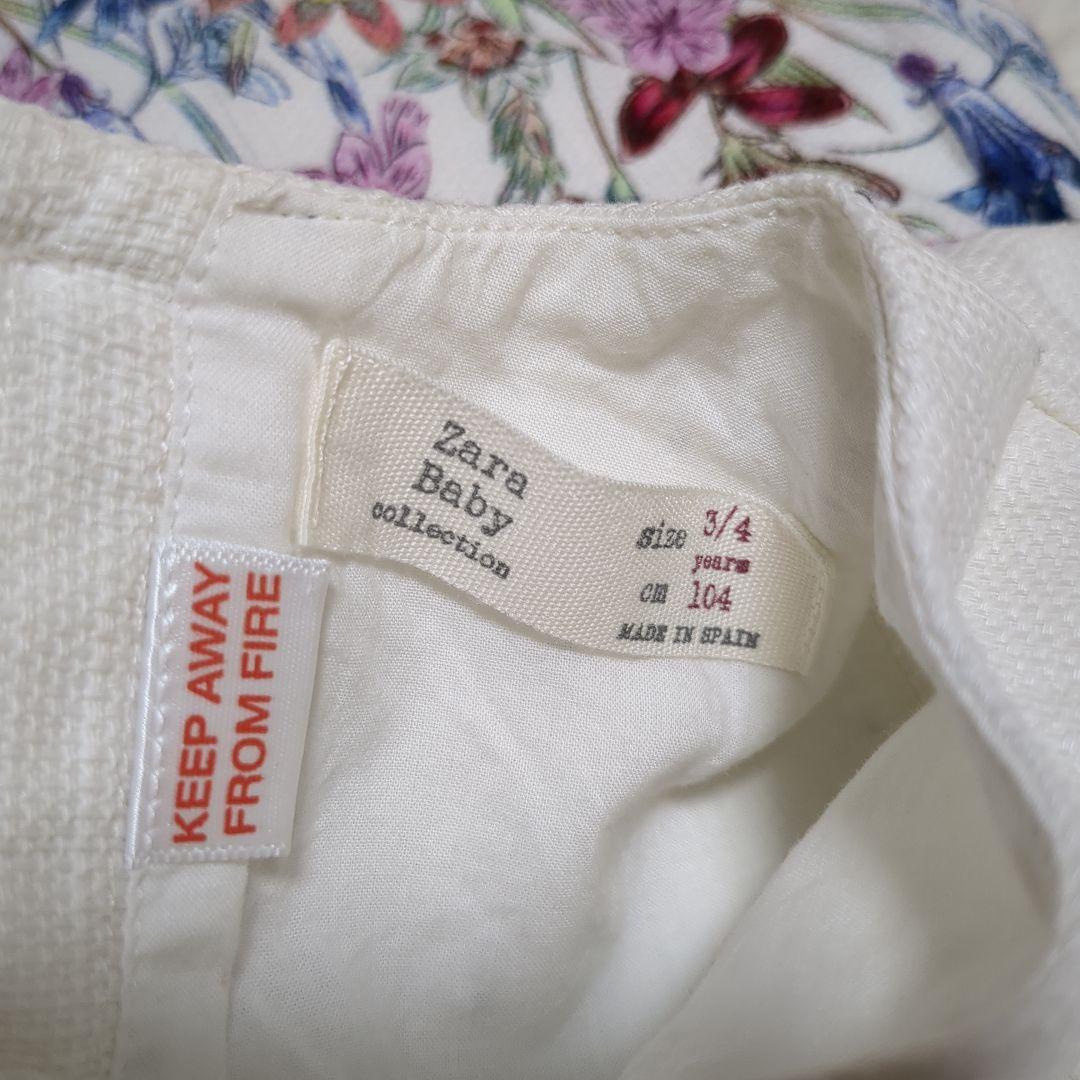 Zara
Baby
collection
size 3/4
years
cm 104
MADE IN SPAIN
KEEP AWAY
FROM FIRE